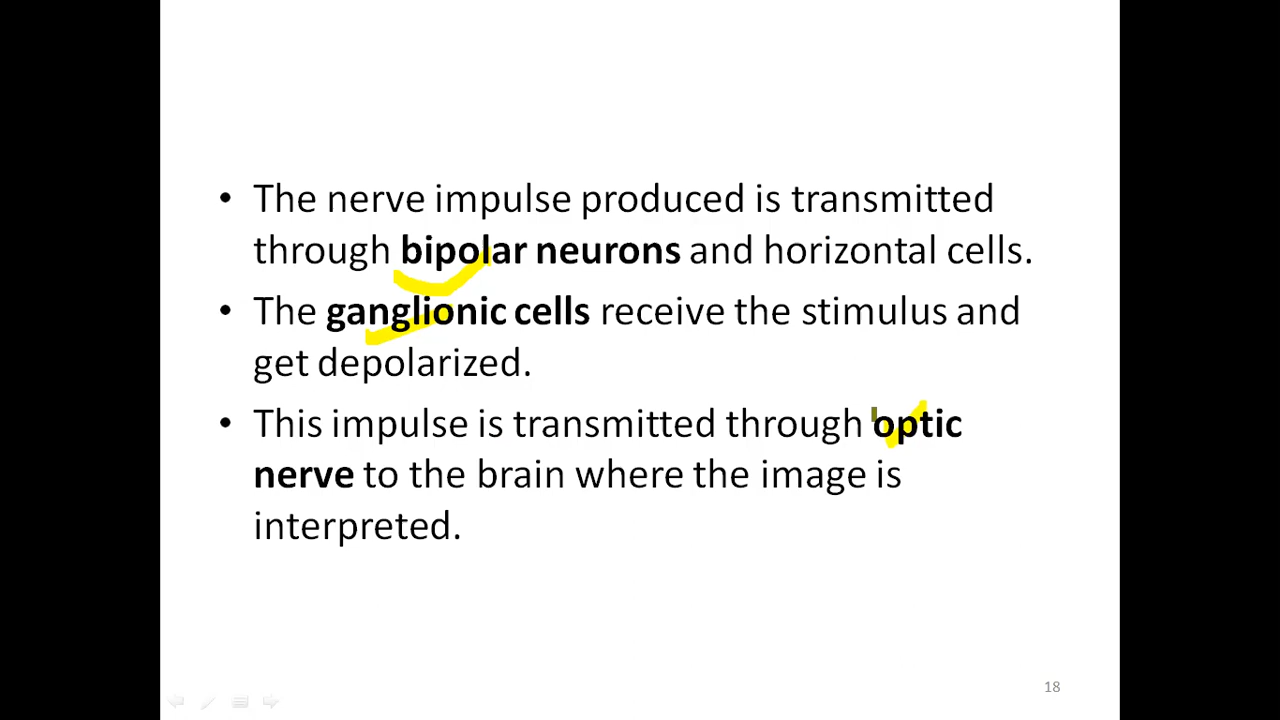 • The nerve impulse produced is transmitted
through bipolar neurons and horizontal cells.
• The ganglionic cells receive the stimulus and
get depolarized.
• This impulse is transmitted through optic
nerve to the brain where the image is
interpreted.
18